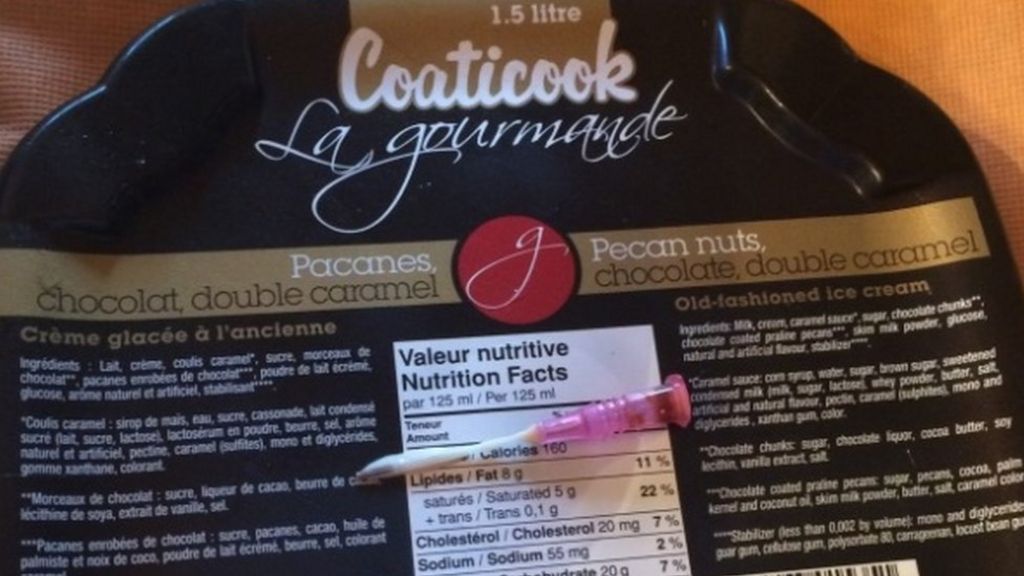 1.5 litre
Coaticook
La gourmande
Pacanes,
chocolat, double caramel
g
Pecan nuts,
chocolate, double caramel
Crème glacée à l'ancienne
Ingrédients : Lait, crème, coulis caramel*, sucre, morceaux de
chocolat**, pacanes enrobées de chocolat***, poudre de lait écrémé,
glucose, arôme naturel et artificiel, stabilisant****.
*Coulis caramel : sirop de maïs, eau, sucre, cassonade, lait condensé
sucré (lait, sucre, lactose), lactosérum en poudre, beurre, sel, arôme
naturel et artificiel, pectine, caramel (sulfites), mono et diglycérides,
gomme xanthane, colorant.
**Morceaux de chocolat : sucre, liqueur de cacao, beurre de
lécithine de soya, extrait de vanille, sel.
***Pacanes enrobées de chocolat : sucre, pacanes, cacao, huile de
palmiste et noix de coco, poudre de lait écrémé, beurre, sel, colorant
Valeur nutritive
Nutrition Facts
par 125 ml / Per 125 ml
Teneur
Amount
/ Calories 160
Lipides / Fat 8 g 11 %
saturés / Saturated 5 g 22 %
+ trans / Trans 0,1 g
Cholestérol / Cholesterol 20 mg 7 %
Sodium / Sodium 55 mg 2 %
20 g 7 %
Old-fashioned ice cream
Ingredients: Milk, cream, caramel sauce*, sugar, chocolate chunks**,
chocolate coated praline pecans***, skim milk powder, glucose,
natural and artificial flavour, stabilizer****.
*Caramel sauce: corn syrup, water, sugar, brown sugar, sweetened
condensed milk (milk, sugar, lactose), whey powder, butter, salt,
artificial and natural flavour, pectin, caramel (sulphites), mono and
diglycerides, xanthan gum, color.
**Chocolate chunks: sugar, chocolate liquor, cocoa butter, soy
lecithin, vanilla extract, salt.
***Chocolate coated praline pecans: sugar, pecans, cocoa, palm
kernel and coconut oil, skim milk powder, butter, salt, caramel color
****Stabilizer (less than 0,002 by volume): mono and diglycerides
guar gum, cellulose gum, polysorbate 80, carrageenan, locust bean